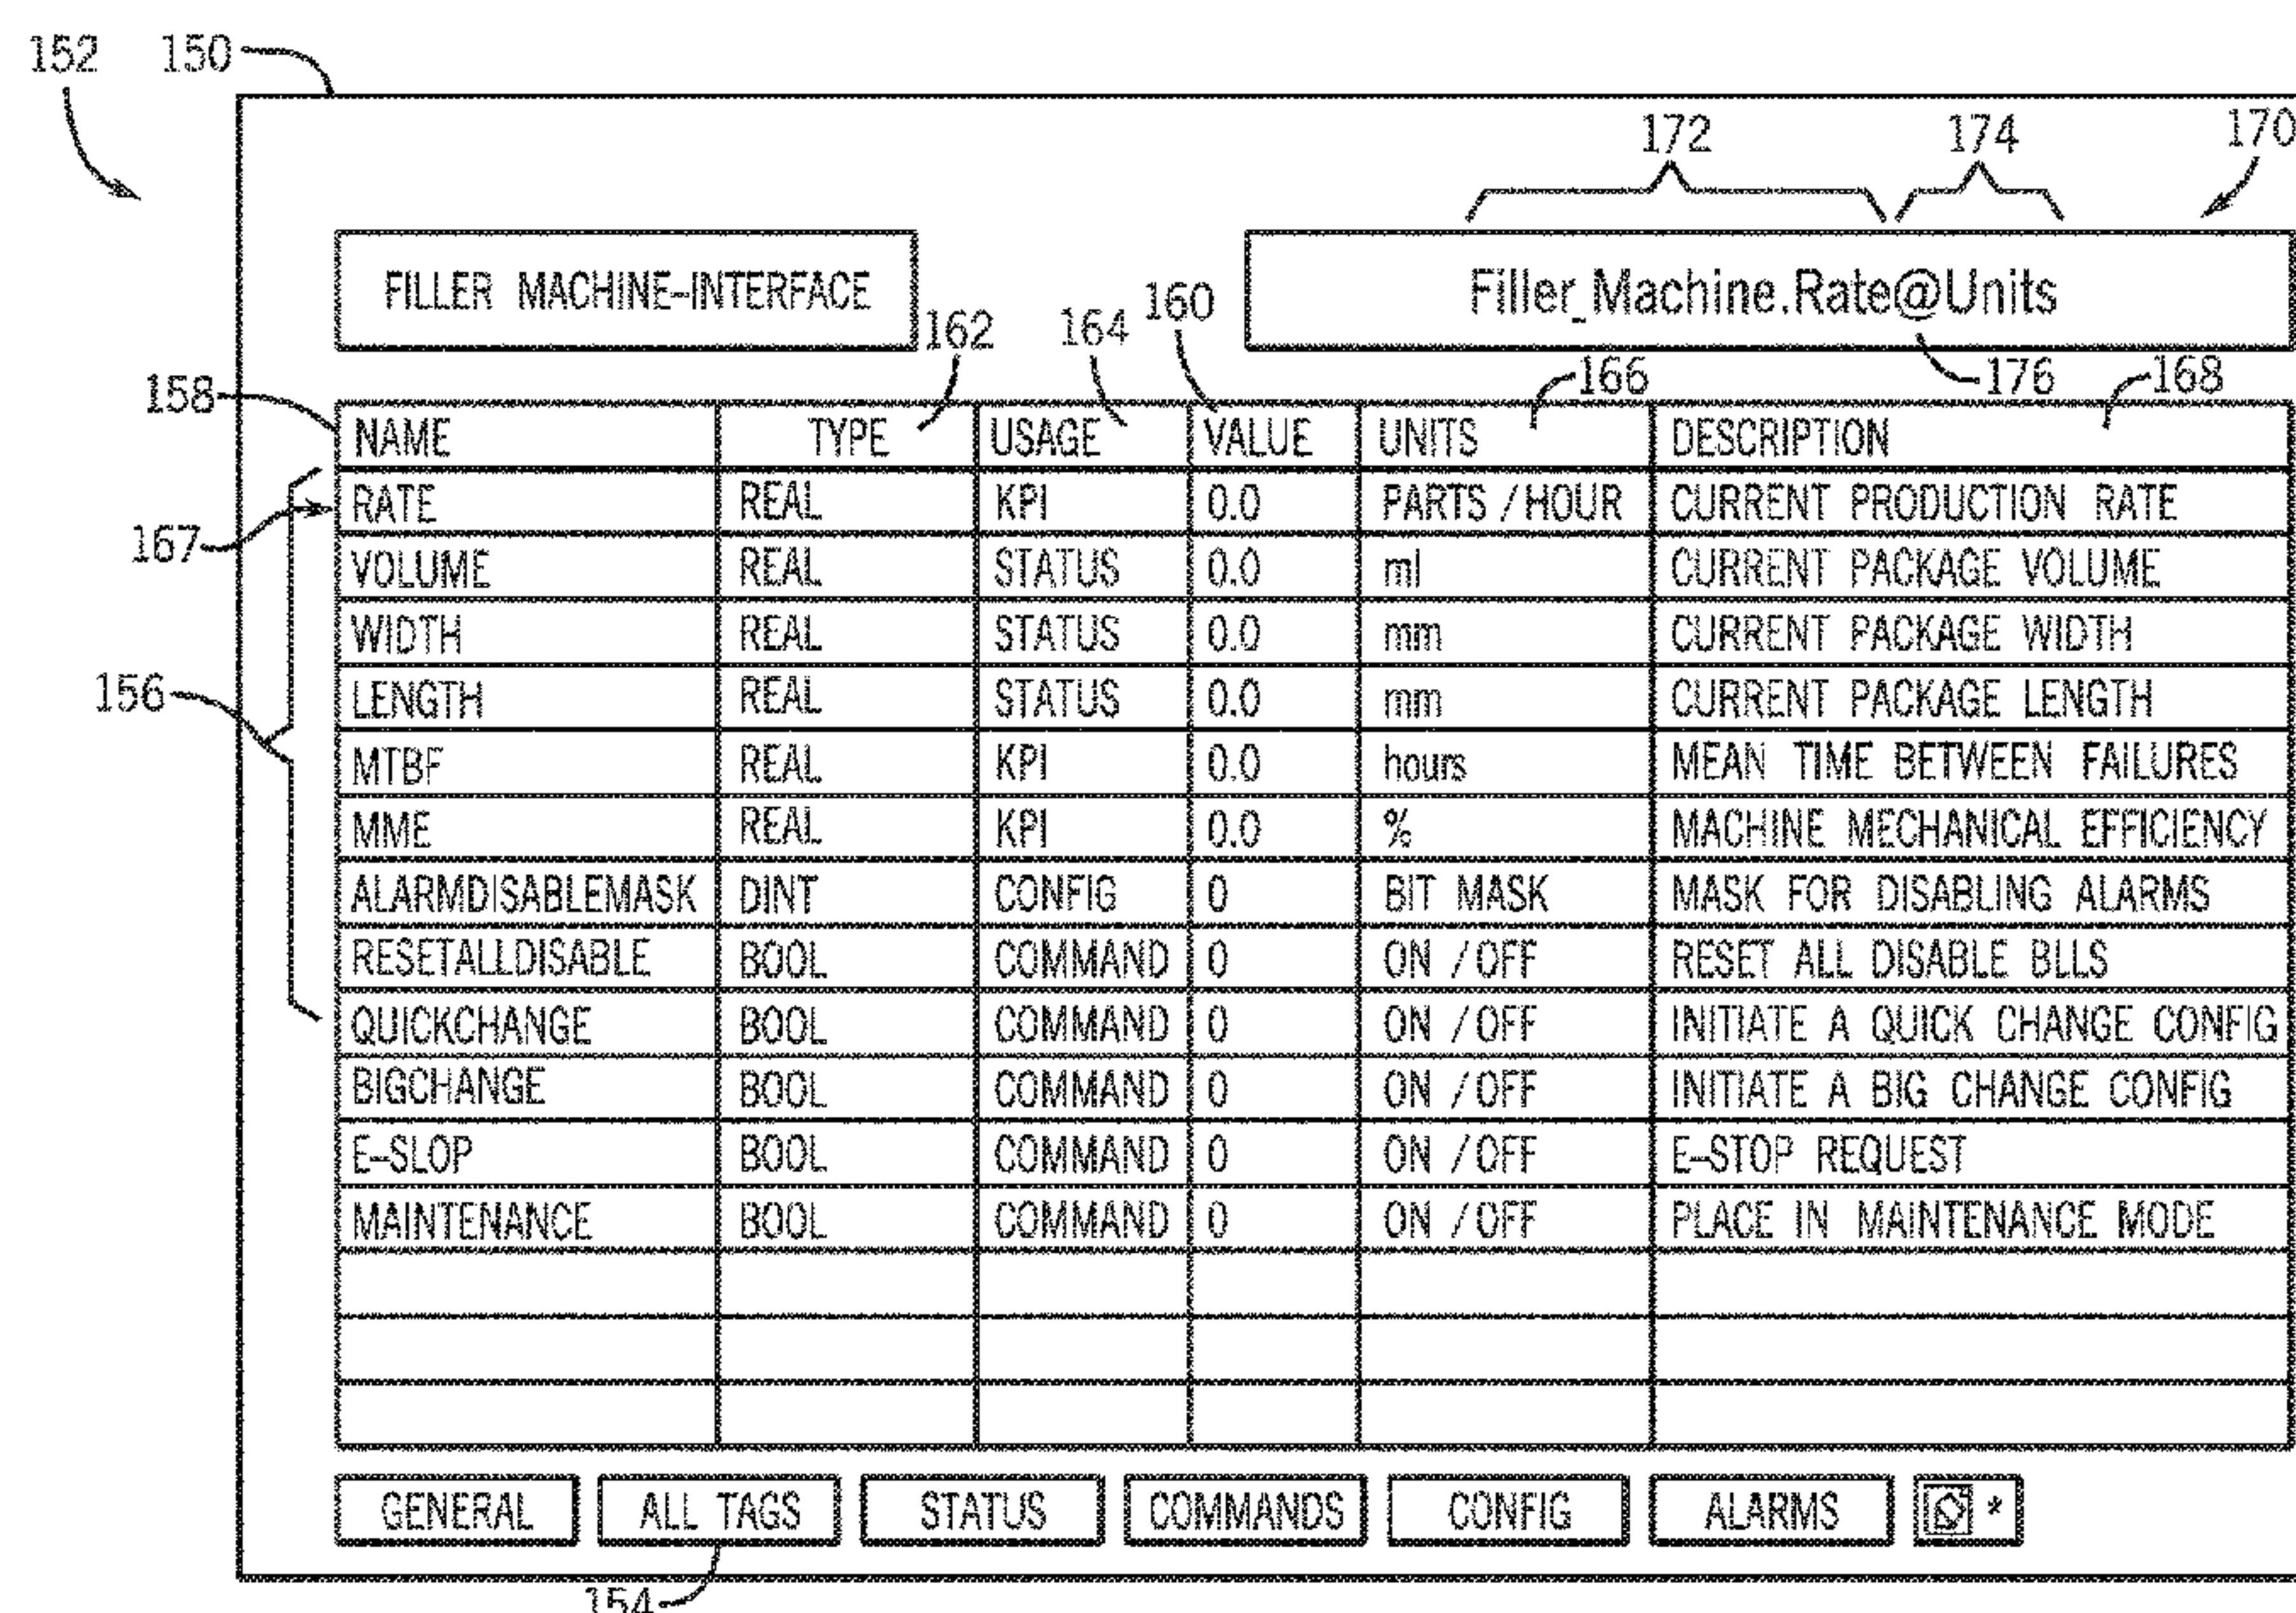 152 150
172 174 170
FILLER MACHINE-INTERFACE
Filler_Machine.Rate@Units
162 164 160
158 166 176 168
NAME TYPE USAGE VALUE UNITS DESCRIPTION
167
RATE REAL KPI 0.0 PARTS / HOUR CURRENT PRODUCTION RATE
VOLUME REAL STATUS 0.0 ml CURRENT PACKAGE VOLUME
WIDTH REAL STATUS 0.0 mm CURRENT PACKAGE WIDTH
156
LENGTH REAL STATUS 0.0 mm CURRENT PACKAGE LENGTH
MTBF REAL KPI 0.0 hours MEAN TIME BETWEEN FAILURES
MME REAL KPI 0.0 % MACHINE MECHANICAL EFFICIENCY
ALARMDISABLEMASK DINT CONFIG 0 BIT MASK MASK FOR DISABLING ALARMS
RESETALLDISABLE BOOL COMMAND 0 ON / OFF RESET ALL DISABLE BLLS
QUICKCHANGE BOOL COMMAND 0 ON / OFF INITIATE A QUICK CHANGE CONFIG
BIGCHANGE BOOL COMMAND 0 ON / OFF INITIATE A BIG CHANGE CONFIG
E-SLOP BOOL COMMAND 0 ON / OFF E-STOP REQUEST
MAINTENANCE BOOL COMMAND 0 ON / OFF PLACE IN MAINTENANCE MODE
GENERAL ALL TAGS STATUS COMMANDS CONFIG ALARMS *
154